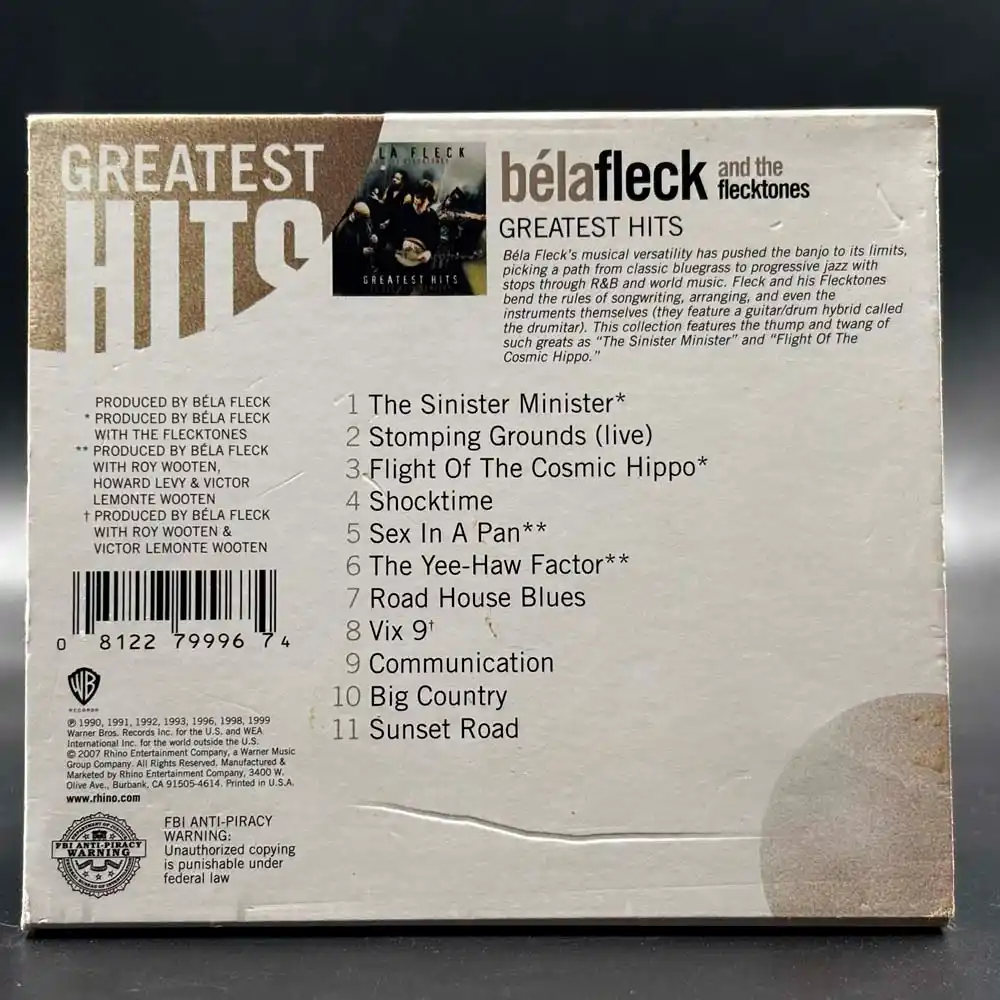 GREATEST
HITS
LA FLECK
GREATEST HITS
bélafleck and the
flecktones
GREATEST HITS
Béla Fleck's musical versatility has pushed the banjo to its limits,
picking a path from classic bluegrass to progressive jazz with
stops through R&B and world music. Fleck and his Flecktones
bend the rules of songwriting, arranging, and even the
instruments themselves (they feature a guitar/drum hybrid called
the drumitar). This collection features the thump and twang of
such greats as “The Sinister Minister” and “Flight Of The
Cosmic Hippo.”
PRODUCED BY BÉLA FLECK
* PRODUCED BY BÉLA FLECK
WITH THE FLECKTONES
** PRODUCED BY BÉLA FLECK
WITH ROY WOOTEN,
HOWARD LEVY & VICTOR
LEMONTE WOOTEN
† PRODUCED BY BÉLA FLECK
WITH ROY WOOTEN &
VICTOR LEMONTE WOOTEN
1 The Sinister Minister*
2 Stomping Grounds (live)
3 Flight Of The Cosmic Hippo*
4 Shocktime
5 Sex In A Pan**
6 The Yee-Haw Factor**
7 Road House Blues
8 Vix 9†
9 Communication
10 Big Country
11 Sunset Road
0 8122 79996 7 4
WB
RECORDS
℗ 1990, 1991, 1992, 1993, 1996, 1998, 1999
Warner Bros. Records Inc. for the U.S. and WEA
International Inc. for the world outside the U.S.
© 2007 Rhino Entertainment Company, a Warner Music
Group Company. All Rights Reserved. Manufactured &
Marketed by Rhino Entertainment Company, 3400 W.
Olive Ave., Burbank, CA 91505-4614. Printed in U.S.A.
www.rhino.com
FBI ANTI-PIRACY
WARNING
FBI ANTI-PIRACY
WARNING:
Unauthorized copying
is punishable under
federal law